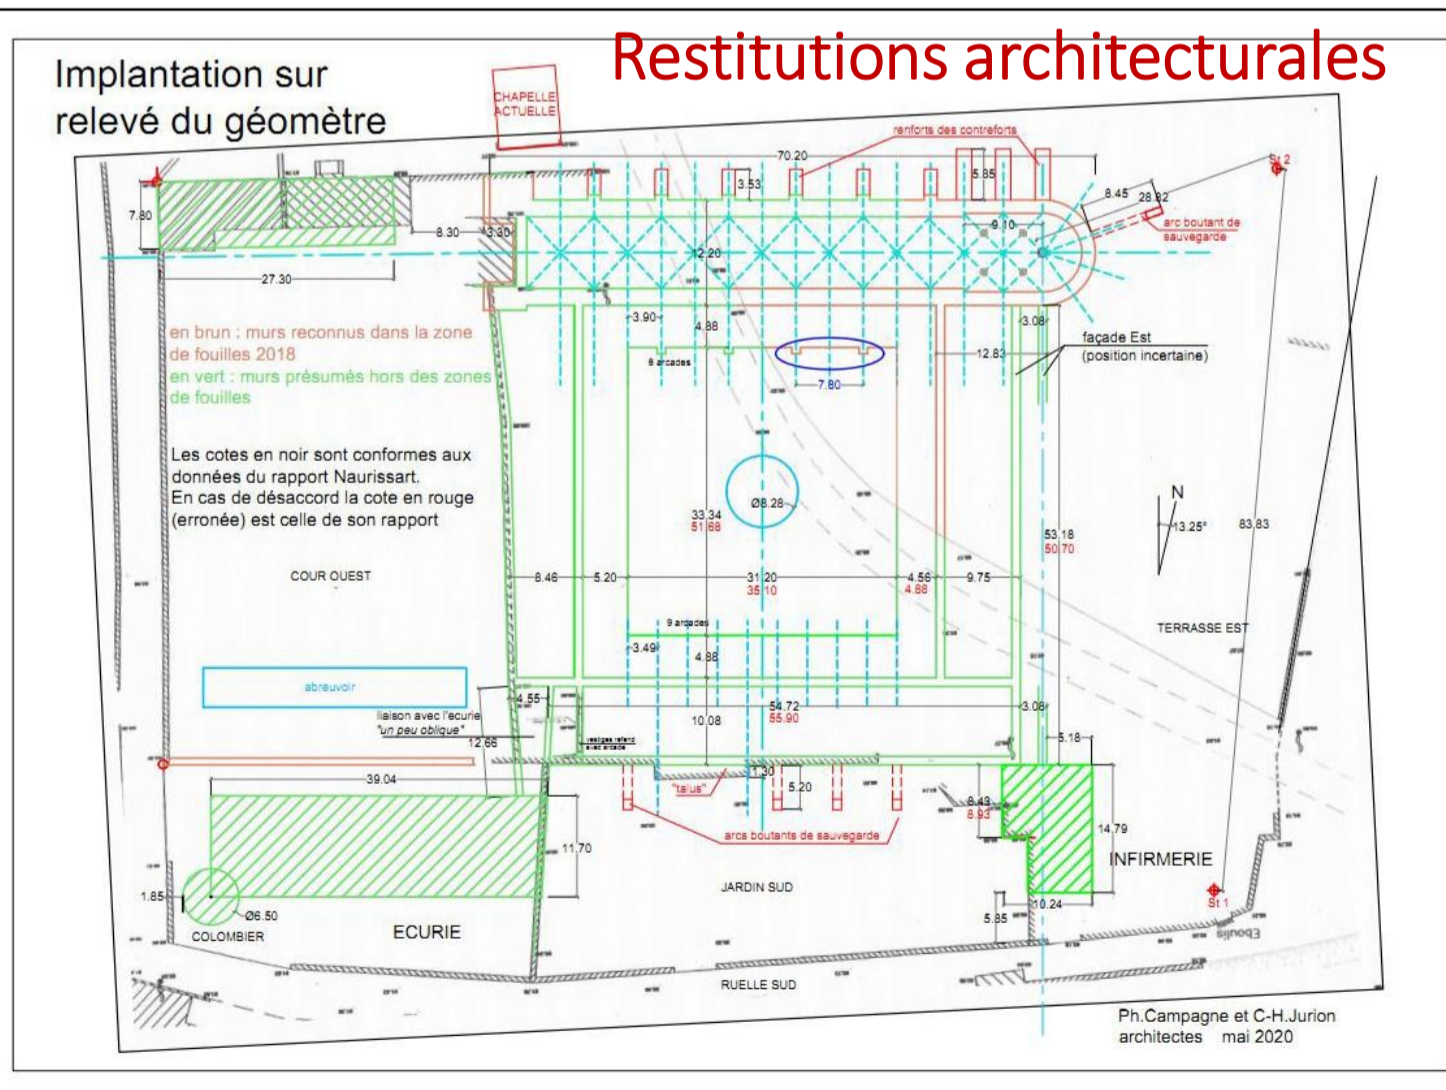 Restitutions architecturales
Implantation sur
relevé du géomètre
CHAPELLE
ACTUELLE
renforts des contreforts
70.20
3.53
5.85
8.45
28.82
St 2
arc boutant de
sauvegarde
7.80
8.30
3.30
9.10
12.20
27.30
3.90
4.88
3.08
façade Est
(position incertaine)
12.83
8 arcades
7.80
en brun : murs reconnus dans la zone
de fouilles 2018
en vert : murs présumés hors des zones
de fouilles
Les cotes en noir sont conformes aux
données du rapport Naurissart.
En cas de désaccord la cote en rouge
(erronée) est celle de son rapport
Ø8.28
33.34
51.68
N
13.25°
83.83
53.18
50.70
COUR OUEST
8.46
5.20
31.20
35.10
4.56
4.88
9.75
9 arcades
TERRASSE EST
3.49
4.88
abreuvoir
4.55
liaison avec l'ecurie
"un peu oblique"
12.66
54.72
55.90
10.08
3.08
vestiges refend
avec arcade
5.18
39.04
1.30
"talus"
5.20
8.43
8.93
14.79
arcs boutants de sauvegarde
11.70
INFIRMERIE
JARDIN SUD
1.85
Ø6.50
COLOMBIER
ECURIE
10.24
5.85
St 1
Eboulis
RUELLE SUD
Ph.Campagne et C-H.Jurion
architectes mai 2020